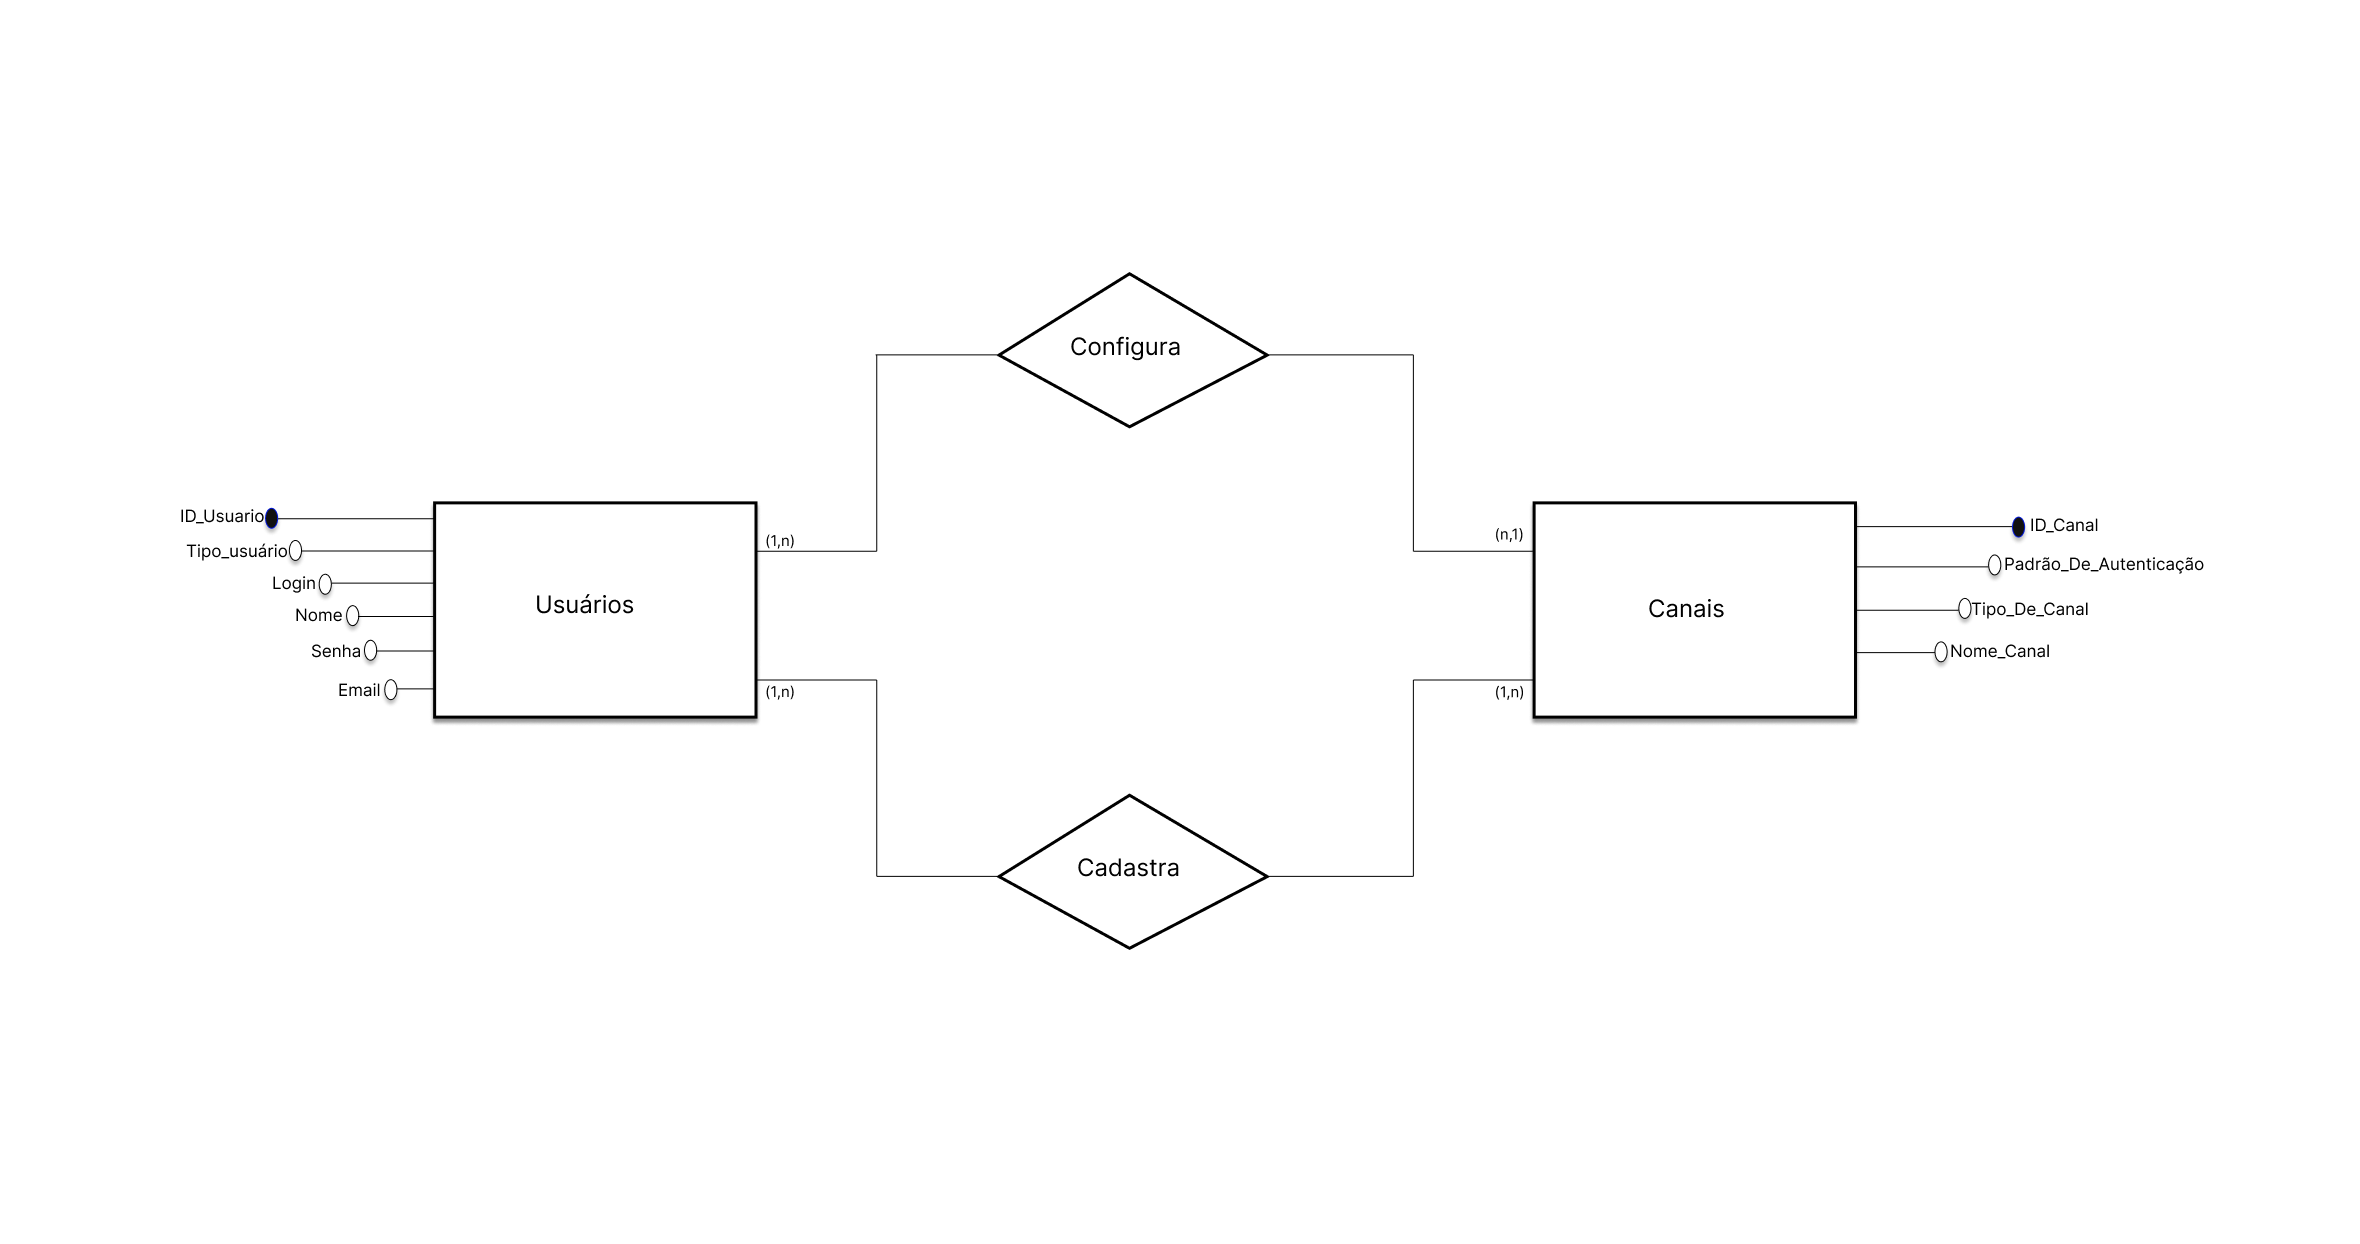 Configura
ID_Usuario
Tipo_usuário
Login
Nome
Senha
Email
Usuários
(1,n)
(1,n)
(n,1)
(1,n)
Canais
ID_Canal
Padrão_De_Autenticação
Tipo_De_Canal
Nome_Canal
Cadastra